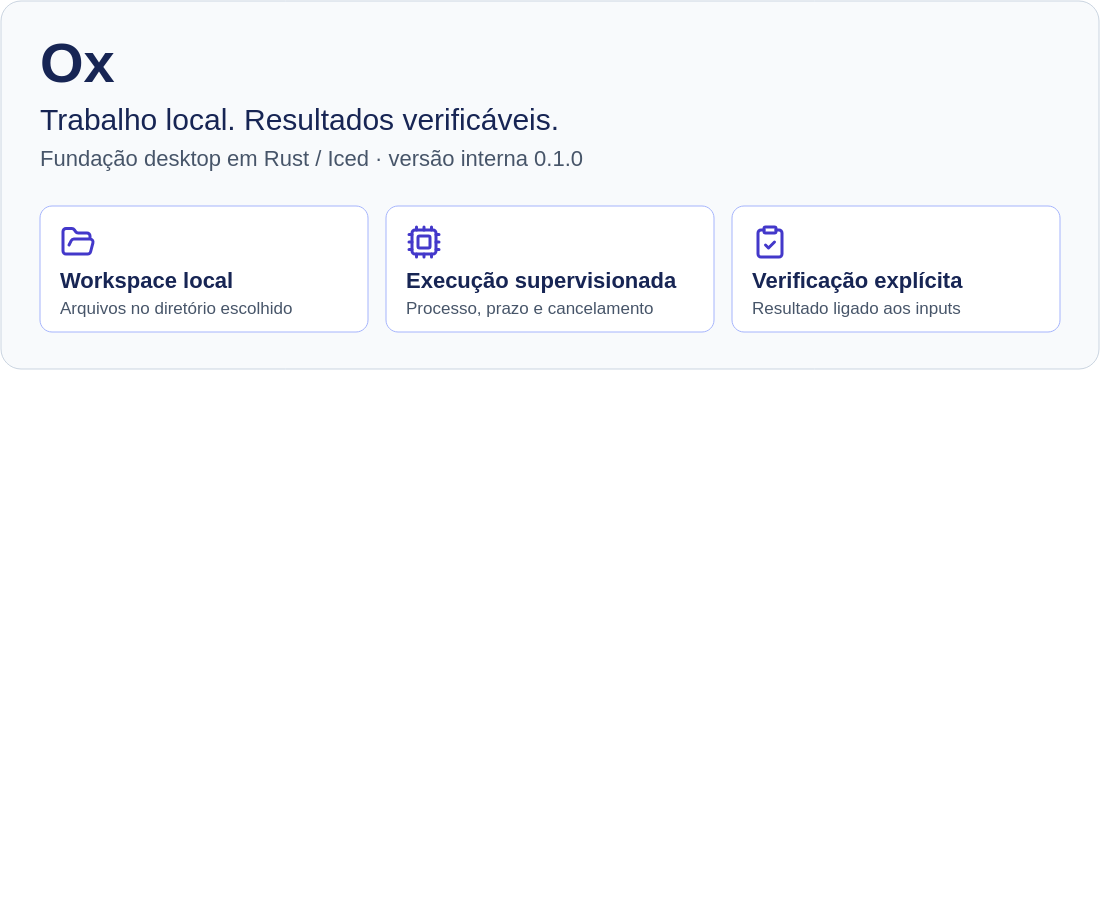 Ox
Trabalho local. Resultados verificáveis.
Fundação desktop em Rust / Iced · versão interna 0.1.0
Workspace local
Arquivos no diretório escolhido
Execução supervisionada
Processo, prazo e cancelamento
Verificação explícita
Resultado ligado aos inputs